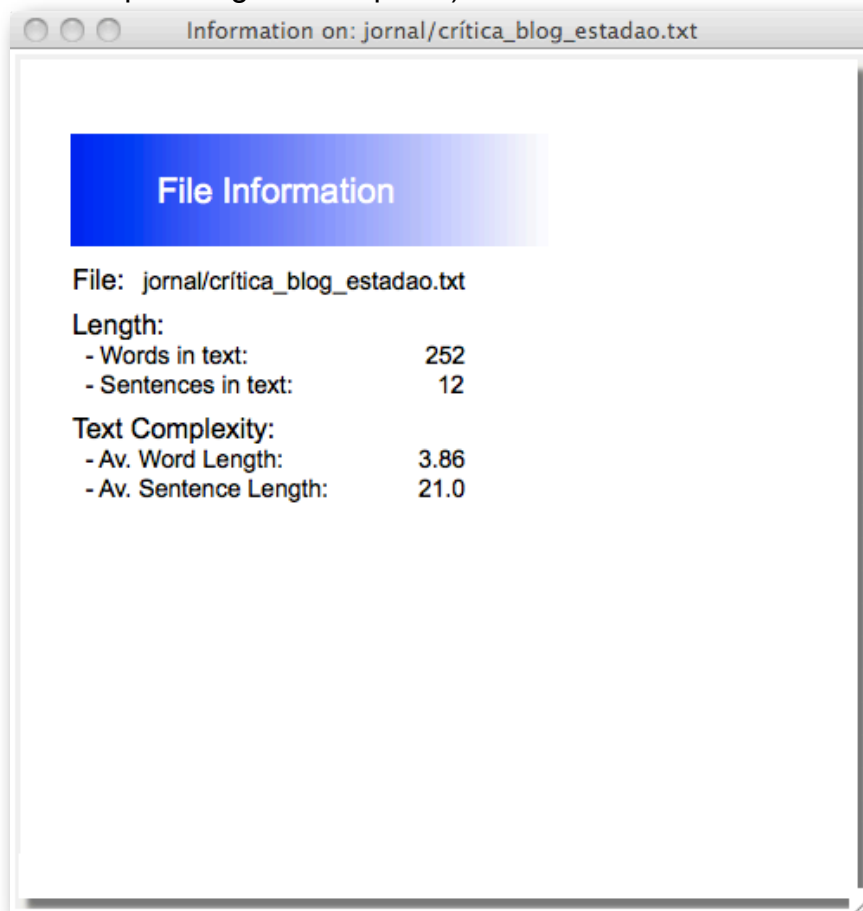 Information on: jornal/crítica_blog_estadao.txt
File Information
File: jornal/crítica_blog_estadao.txt
Length:
- Words in text: 252
- Sentences in text: 12
Text Complexity:
- Av. Word Length: 3.86
- Av. Sentence Length: 21.0